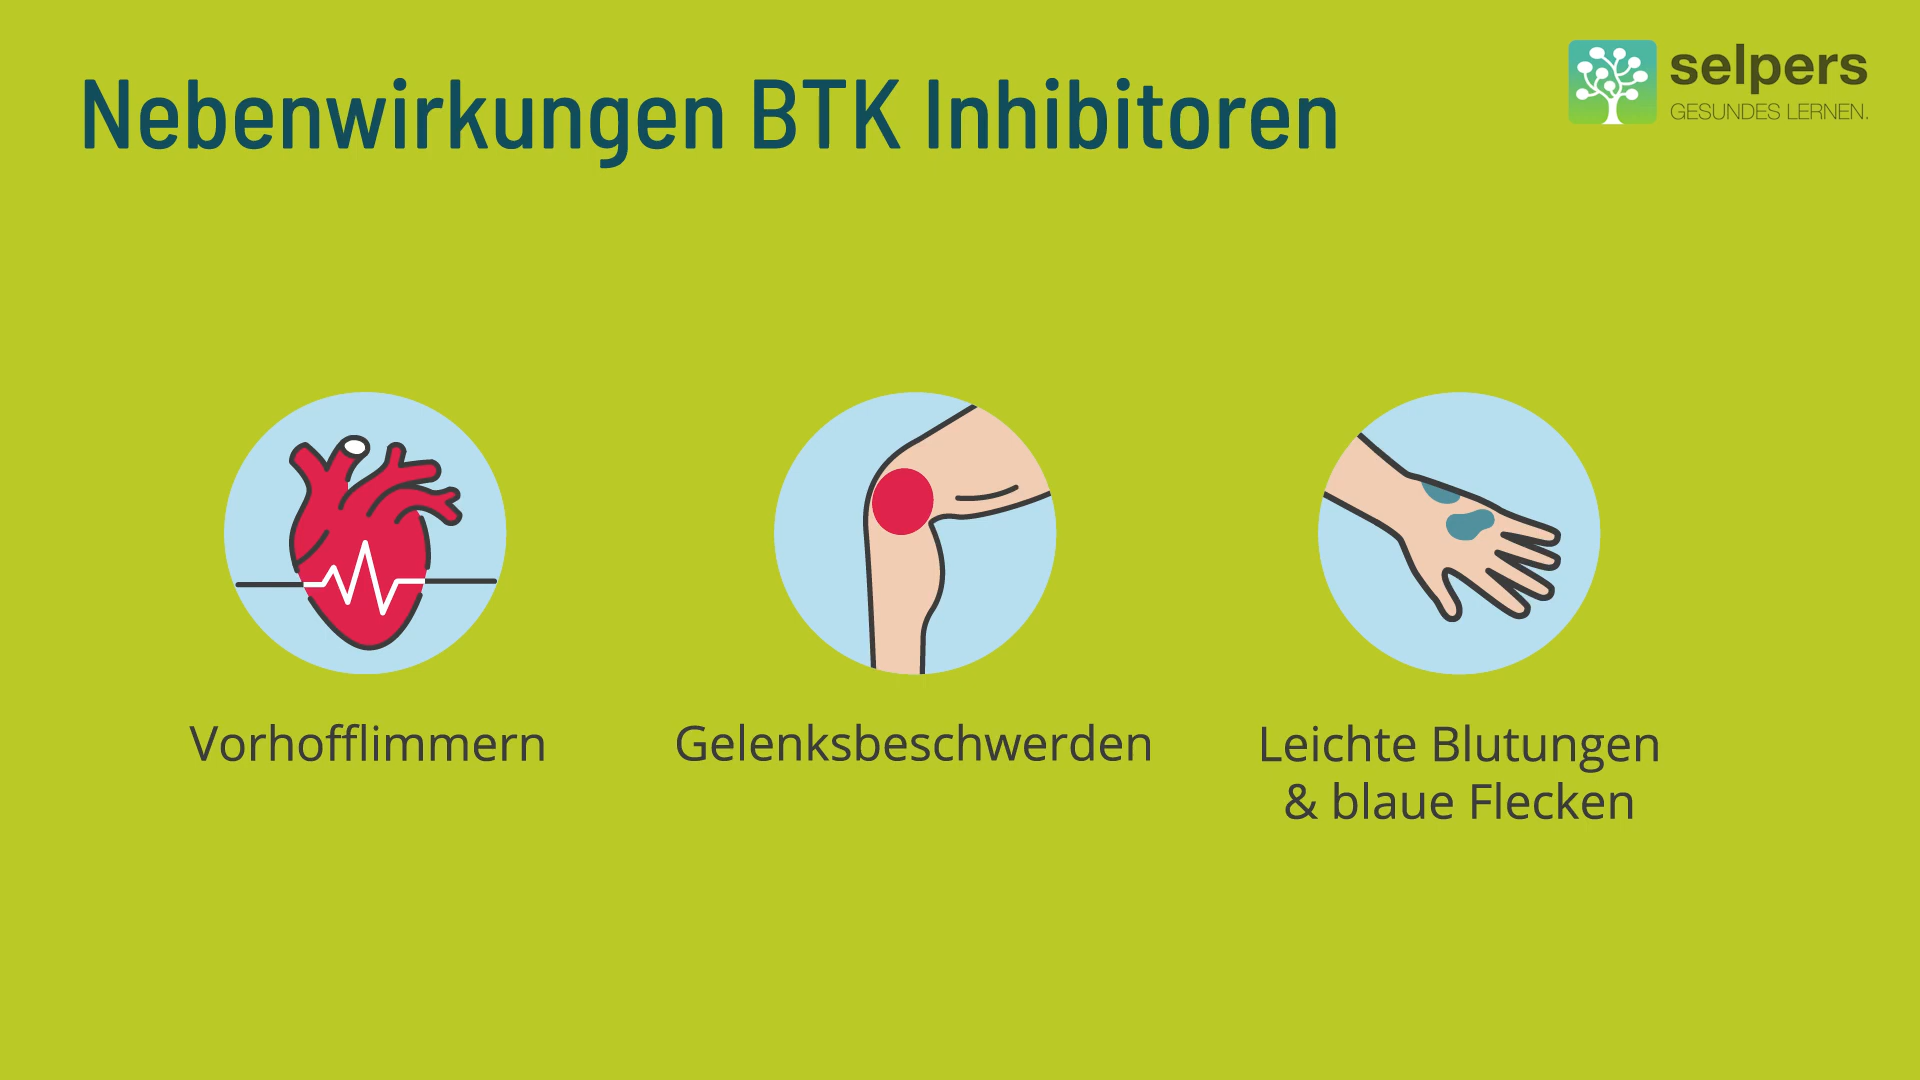 Nebenwirkungen BTK Inhibitoren
selpers
GESUNDES LERNEN.
Vorhofflimmern
Gelenksbeschwerden
Leichte Blutungen
& blaue Flecken